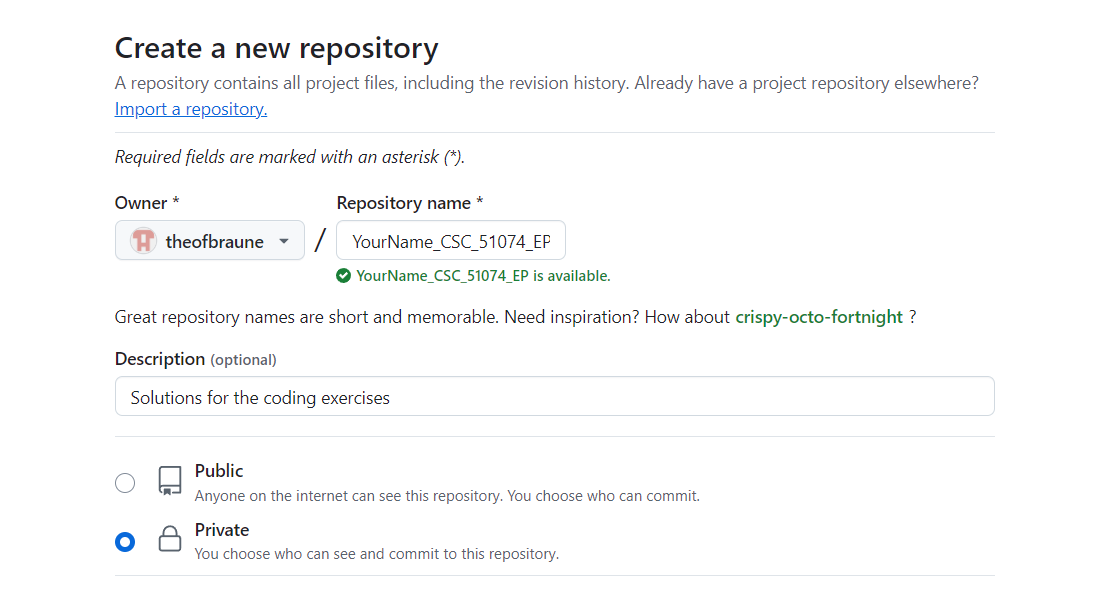 Create a new repository
A repository contains all project files, including the revision history. Already have a project repository elsewhere?
Import a repository.
Required fields are marked with an asterisk (*).
Owner *
Repository name *
theofbraune
/
YourName_CSC_51074_EP
YourName_CSC_51074_EP is available.
Great repository names are short and memorable. Need inspiration? How about crispy-octo-fortnight ?
Description (optional)
Solutions for the coding exercises
Public
Anyone on the internet can see this repository. You choose who can commit.
Private
You choose who can see and commit to this repository.